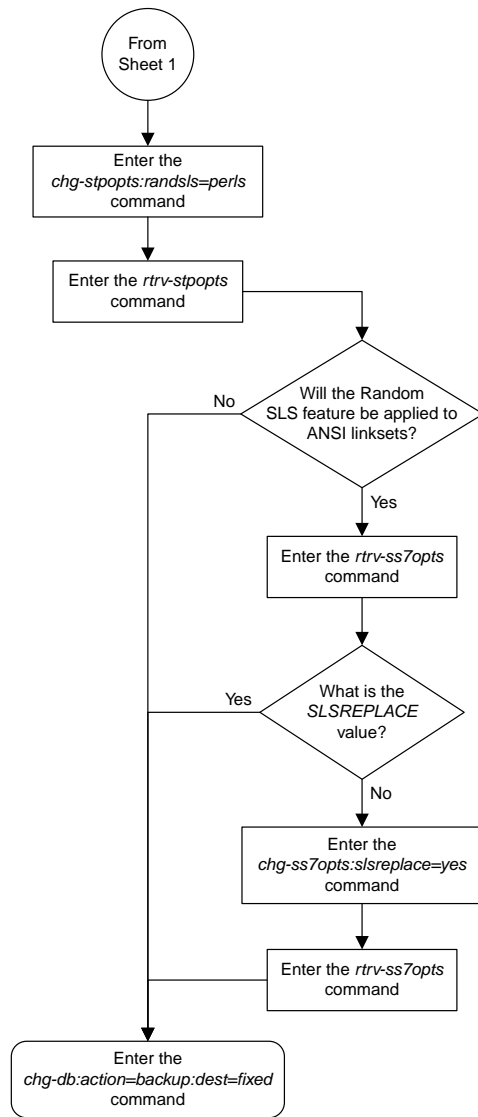 From
Sheet 1
Enter the
chg-stpopts:randsls=perls
command
Enter the rtrv-stpopts
command
Will the Random
SLS feature be applied to
ANSI linksets?
No
Yes
Enter the rtrv-ss7opts
command
What is the
SLSREPLACE
value?
Yes
No
Enter the
chg-ss7opts:slsreplace=yes
command
Enter the rtrv-ss7opts
command
Enter the
chg-db:action=backup:dest=fixed
command